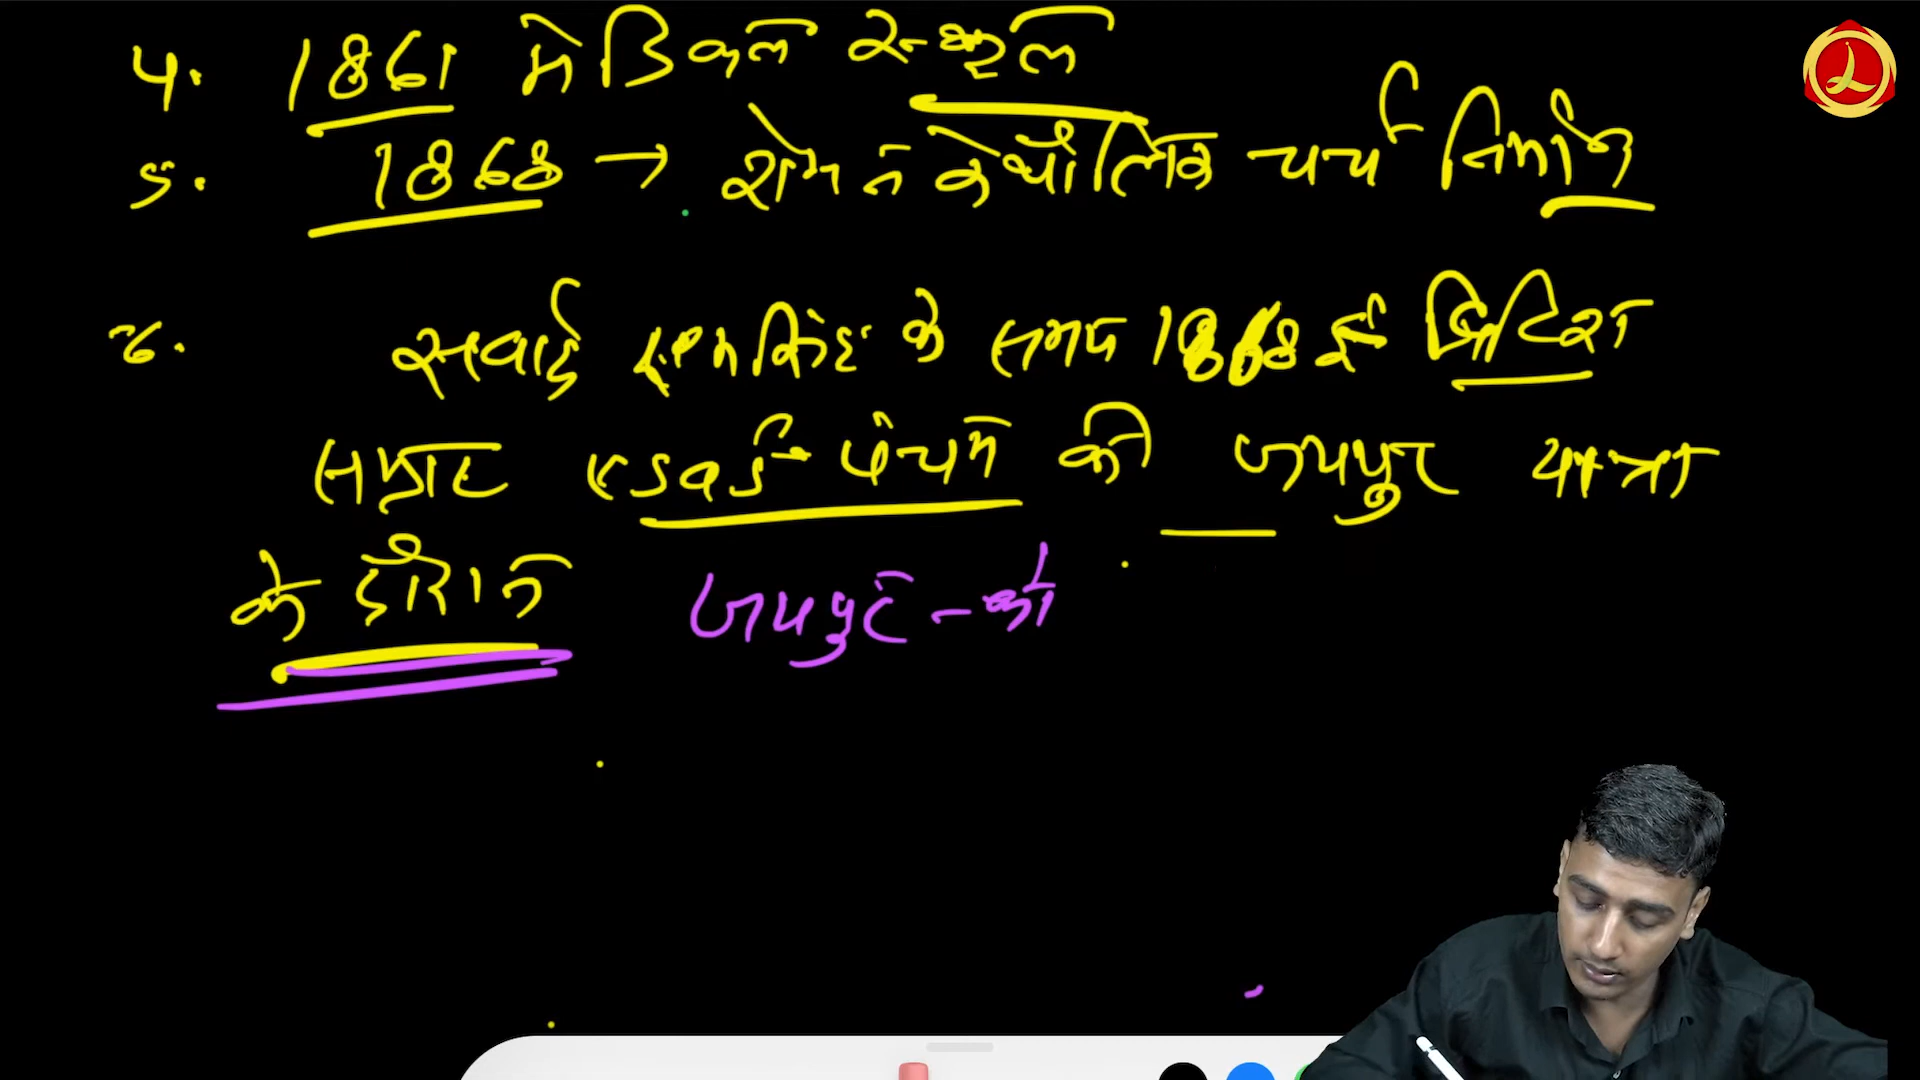 4. 1861 मेडिकल स्कूल
5. 1868 → रोमन केथौलिक चर्च निर्माण
6. सवाई रामसिंह के समय 1868 ई ब्रिटिश
सम्राट एडवर्ड पंचम की जयपुर यात्रा
के दौरान जयपुर - को